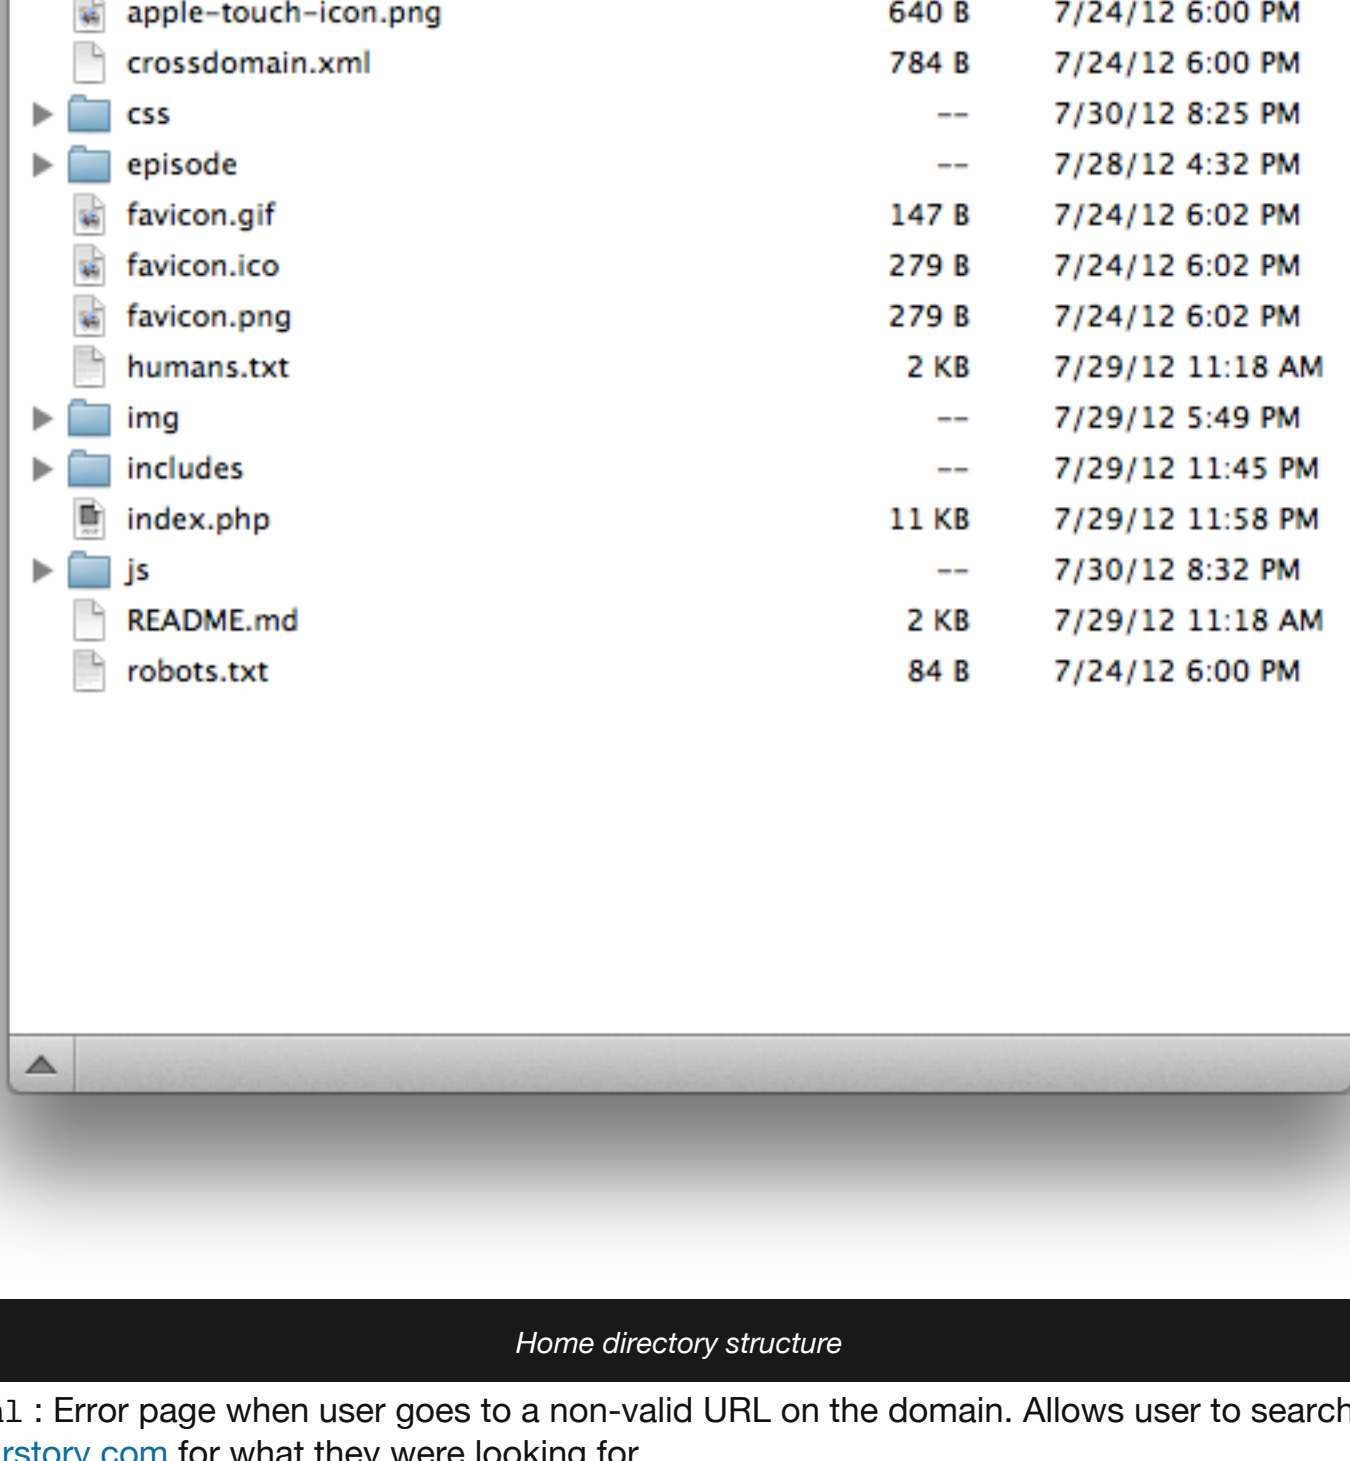 apple-touch-icon.png 640 B 7/24/12 6:00 PM
crossdomain.xml 784 B 7/24/12 6:00 PM
css -- 7/30/12 8:25 PM
episode -- 7/28/12 4:32 PM
favicon.gif 147 B 7/24/12 6:02 PM
favicon.ico 279 B 7/24/12 6:02 PM
favicon.png 279 B 7/24/12 6:02 PM
humans.txt 2 KB 7/29/12 11:18 AM
img -- 7/29/12 5:49 PM
includes -- 7/29/12 11:45 PM
index.php 11 KB 7/29/12 11:58 PM
js -- 7/30/12 8:32 PM
README.md 2 KB 7/29/12 11:18 AM
robots.txt 84 B 7/24/12 6:00 PM
Home directory structure
l : Error page when user goes to a non-valid URL on the domain. Allows user to search
rstory.com for what they were looking for